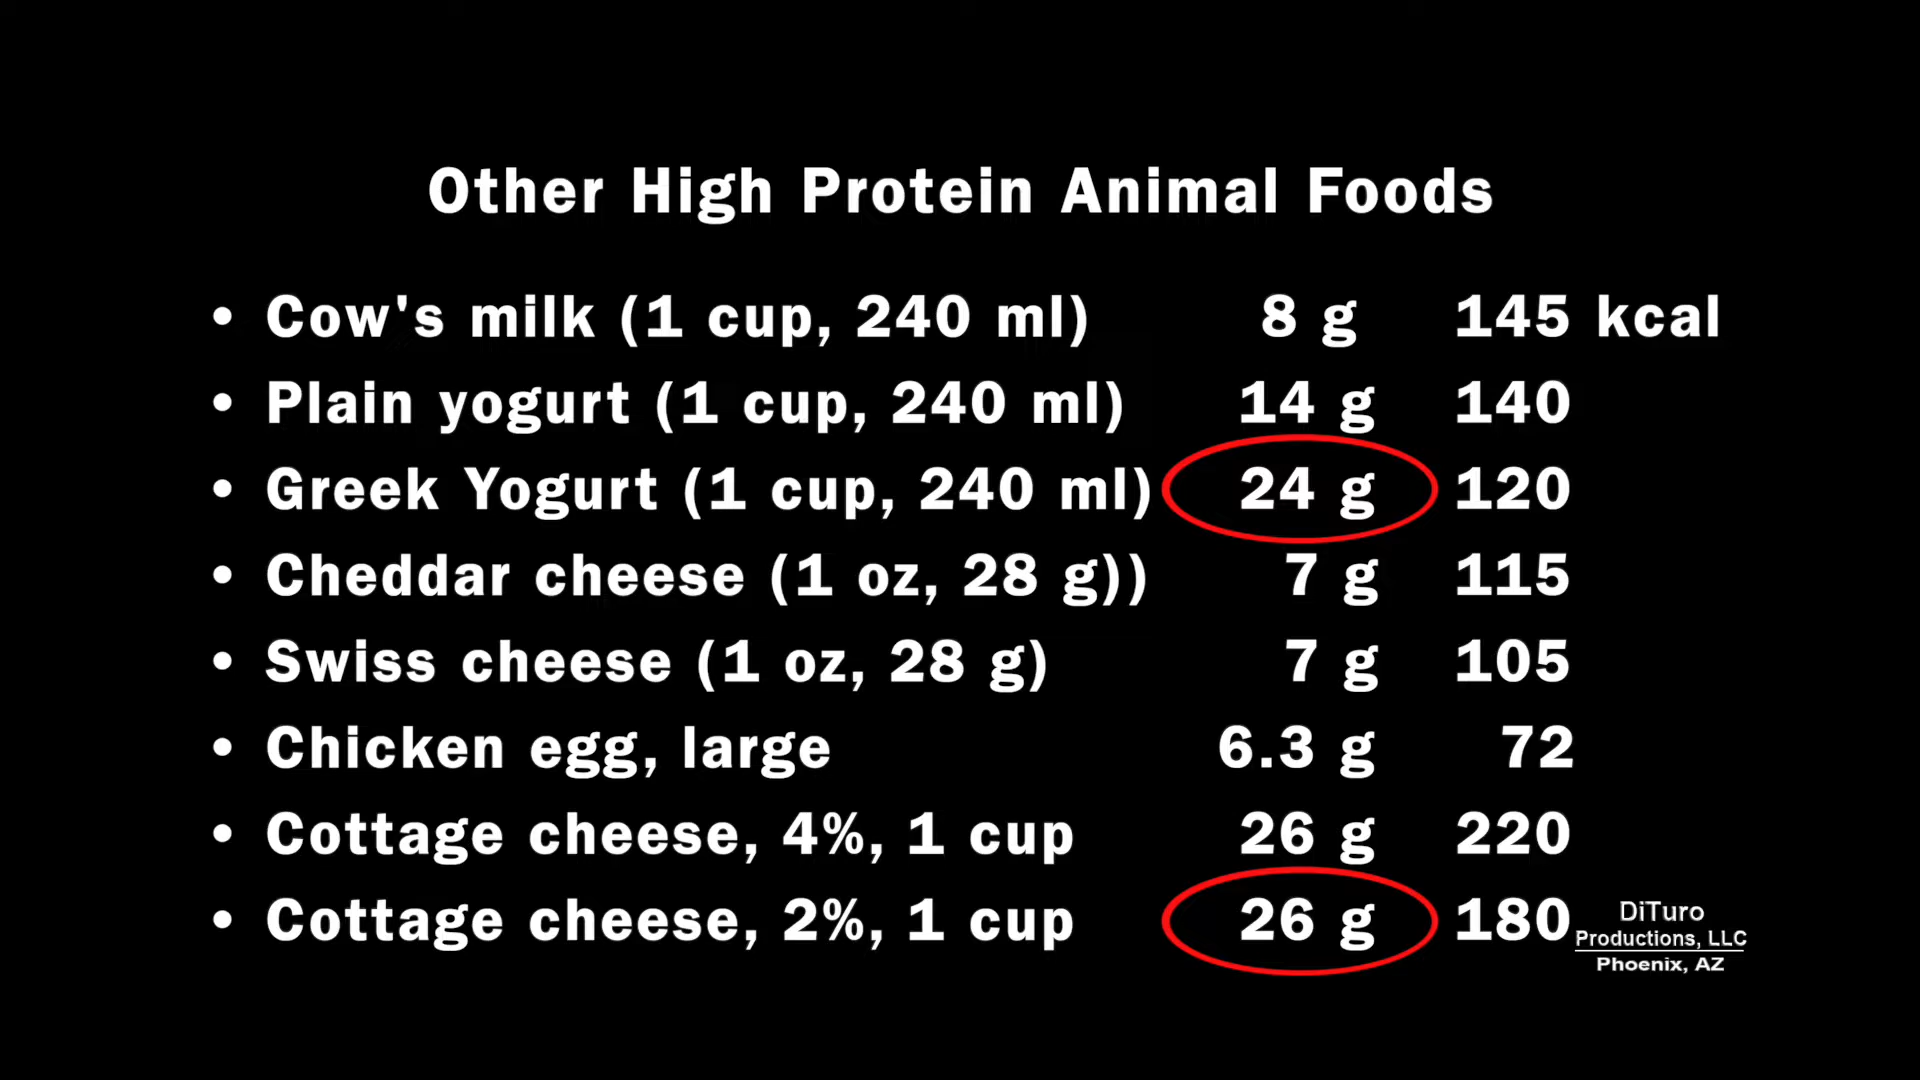 Other High Protein Animal Foods
• Cow's milk (1 cup, 240 ml) 8 g 145 kcal
• Plain yogurt (1 cup, 240 ml) 14 g 140
• Greek Yogurt (1 cup, 240 ml) 24 g 120
• Cheddar cheese (1 oz, 28 g)) 7 g 115
• Swiss cheese (1 oz, 28 g) 7 g 105
• Chicken egg, large 6.3 g 72
• Cottage cheese, 4%, 1 cup 26 g 220
• Cottage cheese, 2%, 1 cup 26 g 180
DiTuro
Productions, LLC
Phoenix, AZ